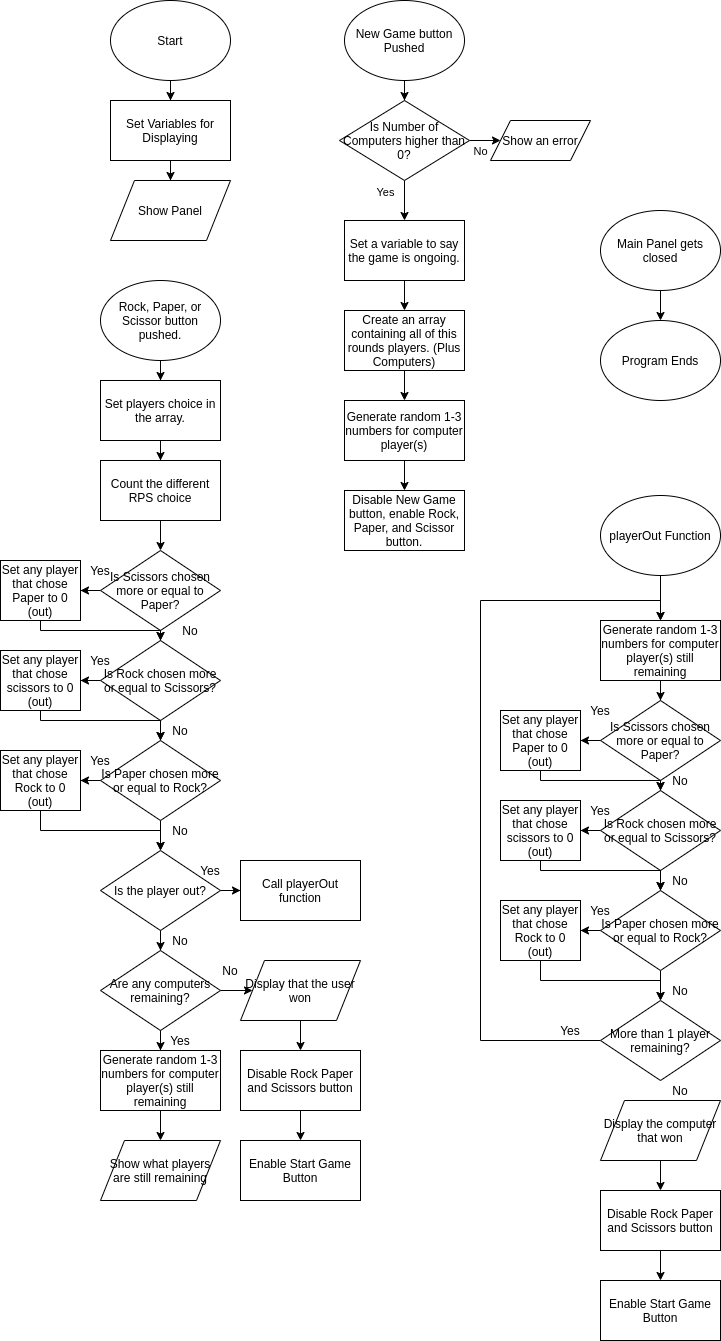 Start
Set Variables for
Displaying
Show Panel
New Game button
Pushed
Is Number of
Computers higher than
0?
No
Show an error
Yes
Set a variable to say
the game is ongoing.
Create an array
containing all of this
rounds players. (Plus
Computers)
Generate random 1-3
numbers for computer
player(s)
Disable New Game
button, enable Rock,
Paper, and Scissor
button.
Main Panel gets
closed
Program Ends
Rock, Paper, or
Scissor button
pushed.
Set players choice in
the array.
Count the different
RPS choice
Is Scissors chosen
more or equal to
Paper?
Yes
Set any player
that chose
Paper to 0
(out)
No
Is Rock chosen more
or equal to Scissors?
Yes
Set any player
that chose
scissors to 0
(out)
No
Is Paper chosen more
or equal to Rock?
Yes
Set any player
that chose
Rock to 0
(out)
No
Is the player out?
Yes
Call playerOut
function
No
Are any computers
remaining?
No
Display that the user
won
Disable Rock Paper
and Scissors button
Enable Start Game
Button
Yes
Generate random 1-3
numbers for computer
player(s) still
remaining
Show what players
are still remaining
playerOut Function
Generate random 1-3
numbers for computer
player(s) still
remaining
Is Scissors chosen
more or equal to
Paper?
Yes
Set any player
that chose
Paper to 0
(out)
No
Is Rock chosen more
or equal to Scissors?
Yes
Set any player
that chose
scissors to 0
(out)
No
Is Paper chosen more
or equal to Rock?
Yes
Set any player
that chose
Rock to 0
(out)
No
More than 1 player
remaining?
Yes
No
Display the computer
that won
Disable Rock Paper
and Scissors button
Enable Start Game
Button